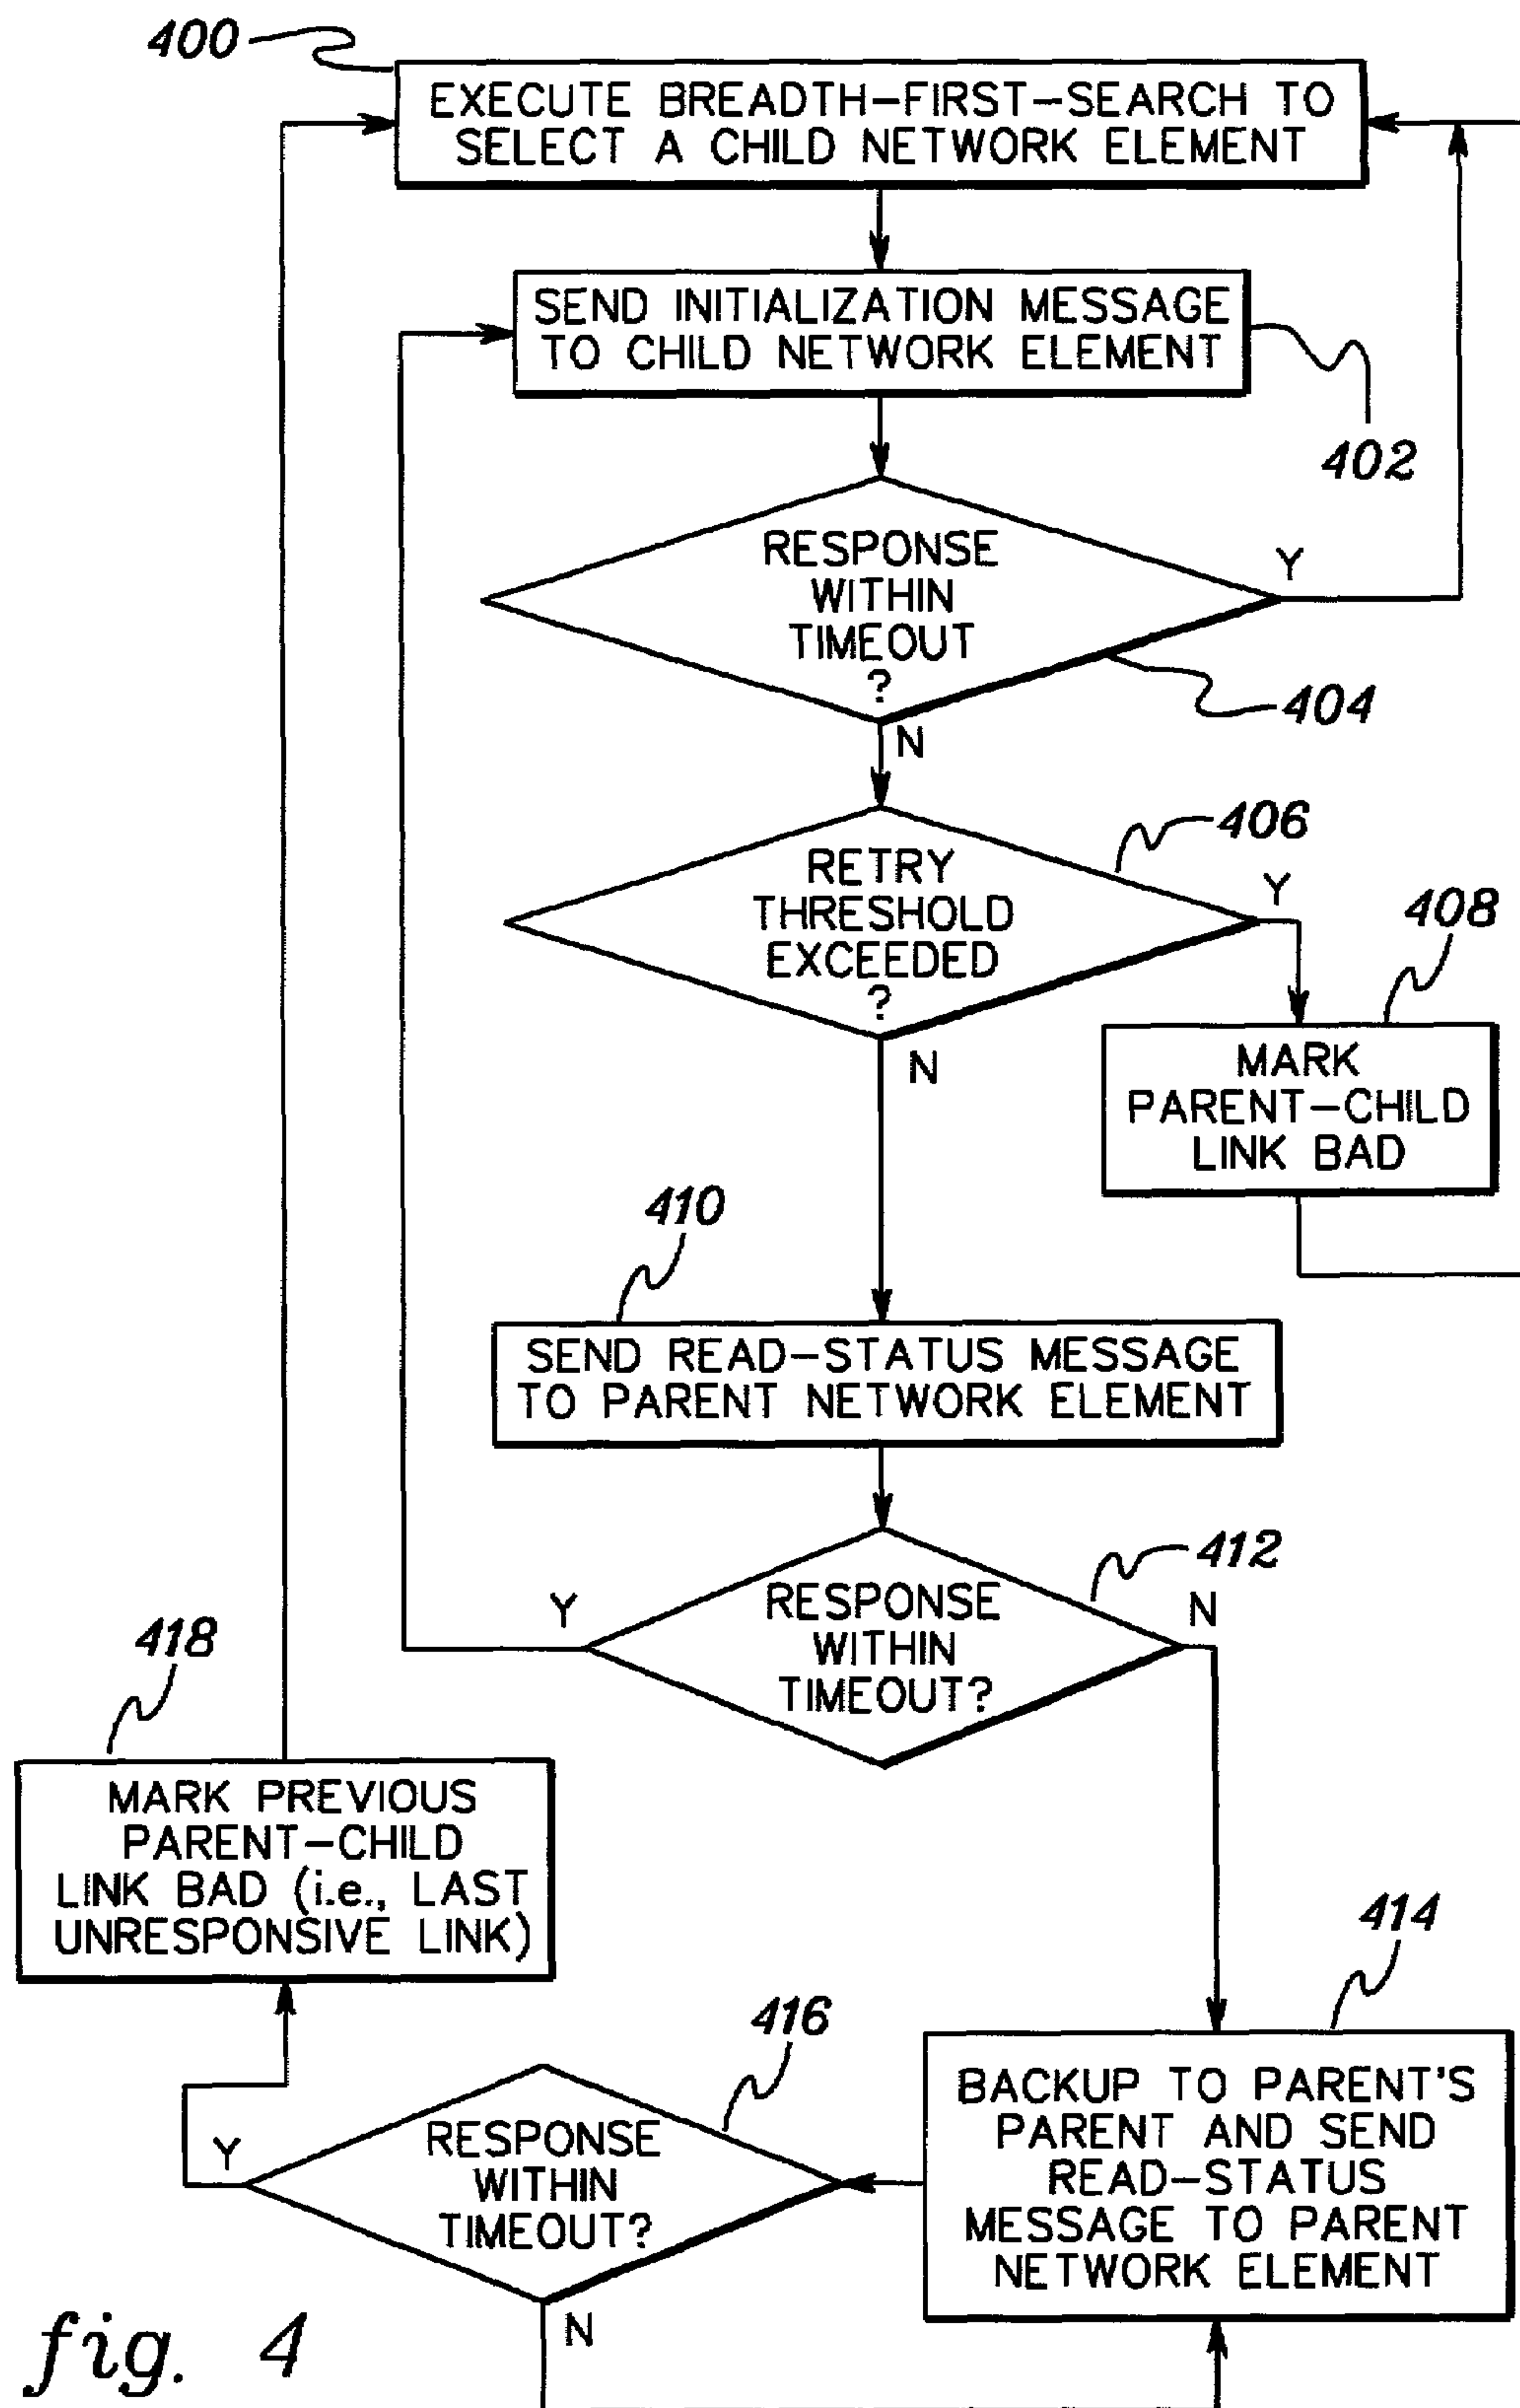 400
EXECUTE BREADTH-FIRST-SEARCH TO
SELECT A CHILD NETWORK ELEMENT
SEND INITIALIZATION MESSAGE
TO CHILD NETWORK ELEMENT
402
RESPONSE
WITHIN
TIMEOUT
?
Y
404
N
406
RETRY
THRESHOLD
EXCEEDED
?
Y
408
N
MARK
PARENT-CHILD
LINK BAD
410
SEND READ-STATUS MESSAGE
TO PARENT NETWORK ELEMENT
412
Y
RESPONSE
WITHIN
TIMEOUT?
N
418
MARK PREVIOUS
PARENT-CHILD
LINK BAD (i.e., LAST
UNRESPONSIVE LINK)
414
416
BACKUP TO PARENT'S
PARENT AND SEND
READ-STATUS
MESSAGE TO PARENT
NETWORK ELEMENT
Y
RESPONSE
WITHIN
TIMEOUT?
N
fig. 4